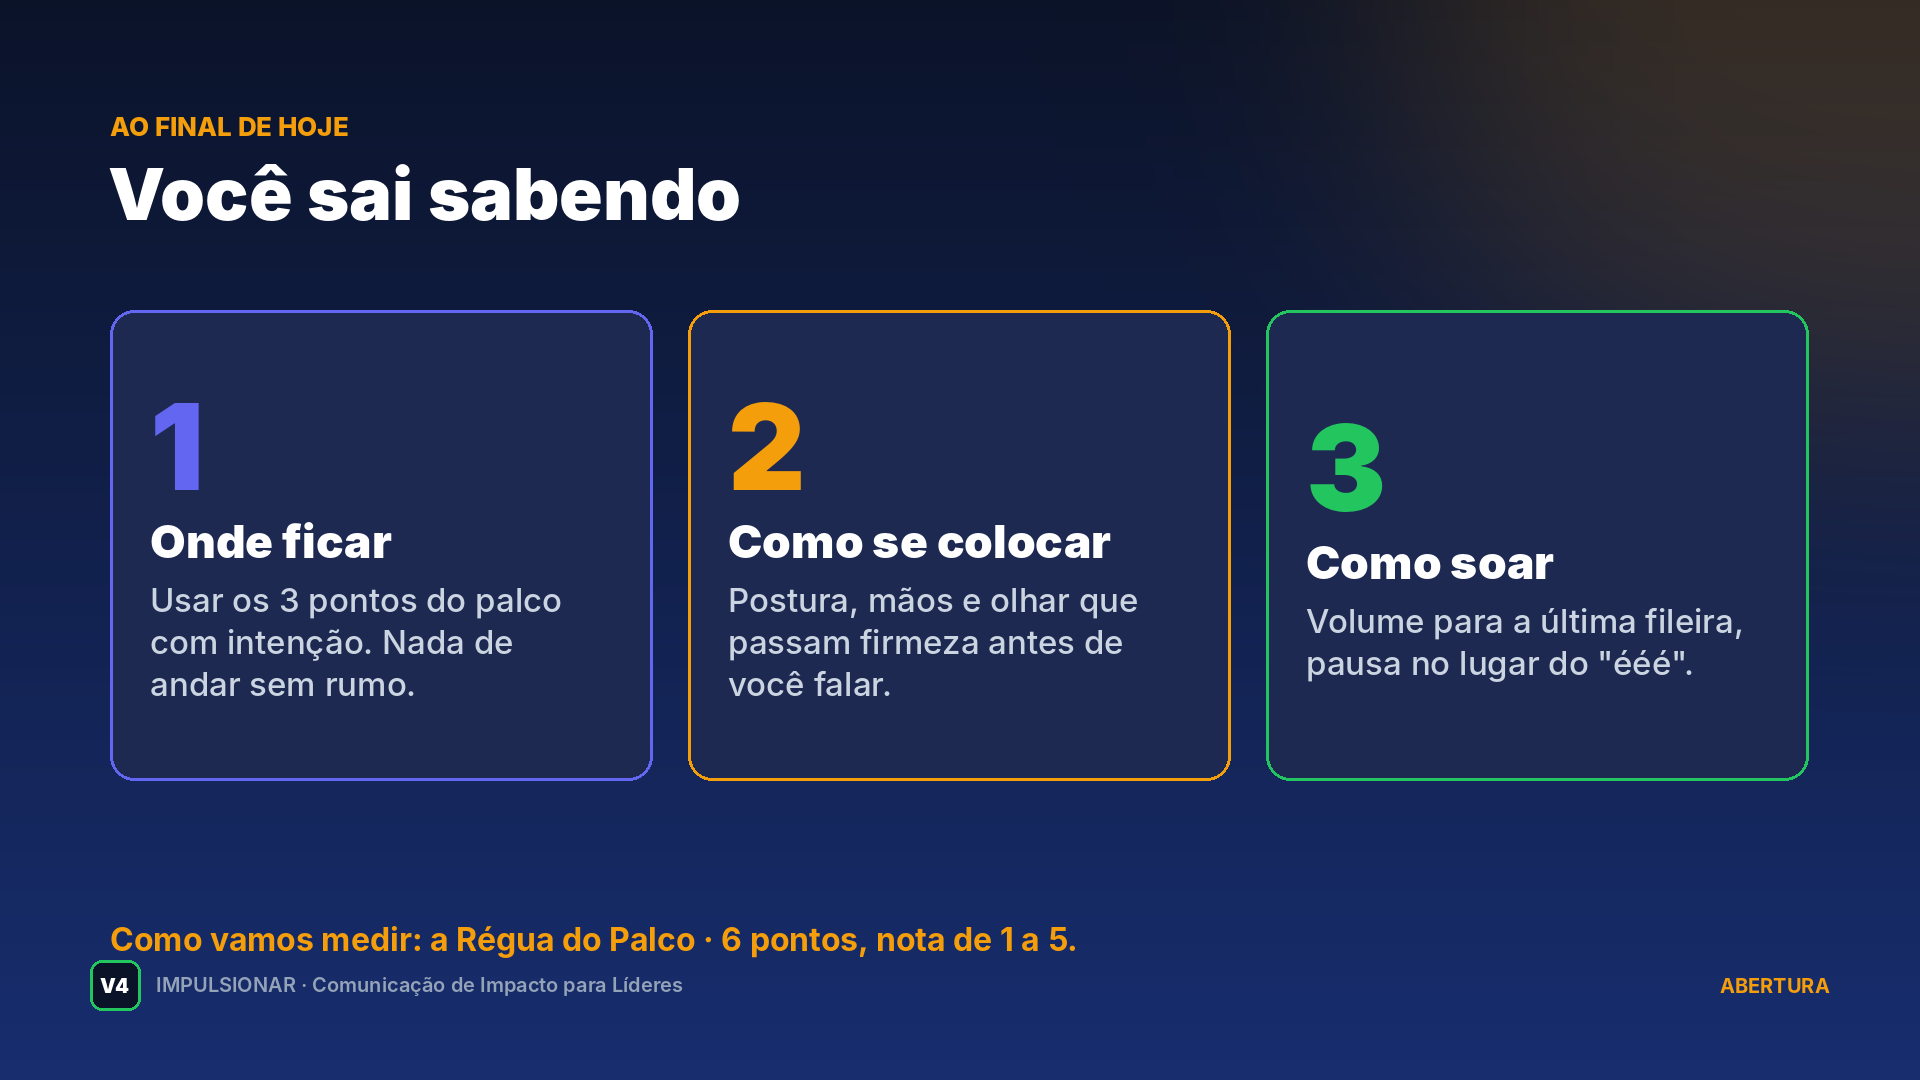 AO FINAL DE HOJE
Você sai sabendo
1
Onde ficar
Usar os 3 pontos do palco
com intenção. Nada de
andar sem rumo.
2
Como se colocar
Postura, mãos e olhar que
passam firmeza antes de
você falar.
3
Como soar
Volume para a última fileira,
pausa no lugar do "ééé".
Como vamos medir: a Régua do Palco · 6 pontos, nota de 1 a 5.
V4
IMPULSIONAR · Comunicação de Impacto para Líderes
ABERTURA